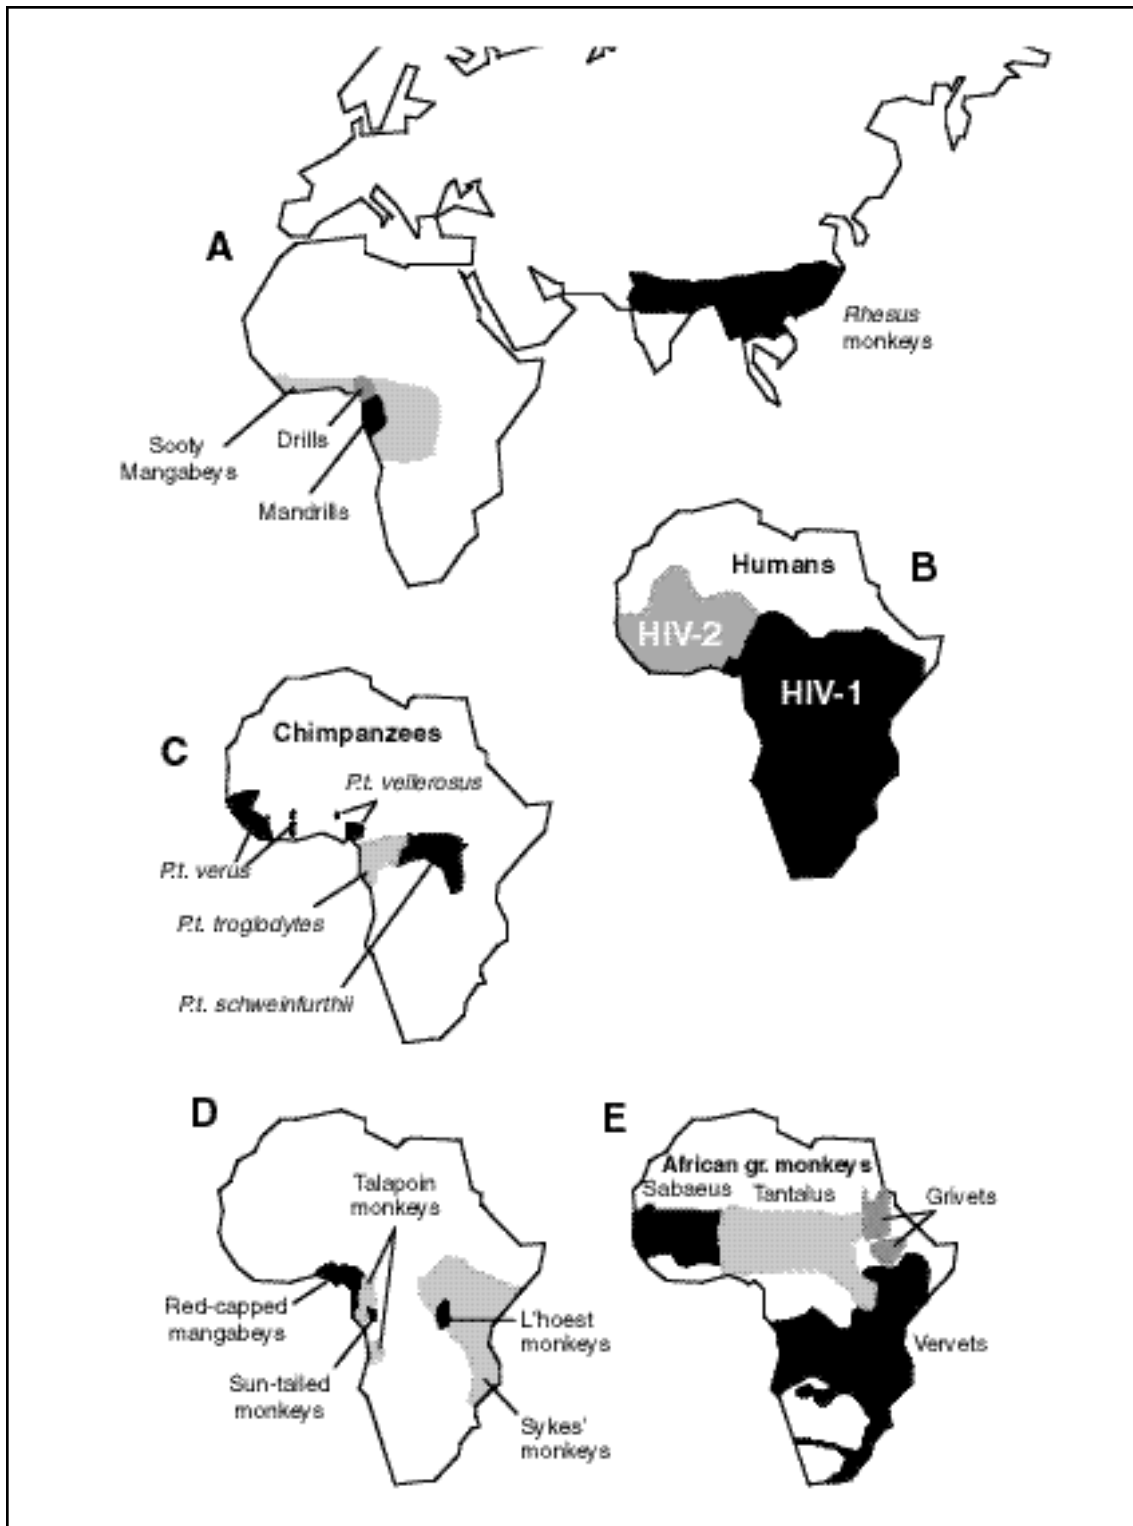 A
Rhesus
monkeys
Sooty
Mangabeys
Drills
Mandrills
B
Humans
HIV-2
HIV-1
C
Chimpanzees
P.t. vellerosus
P.t. verus
P.t. troglodytes
P.t. schweinfurthii
D
Talapoin
monkeys
Red-capped
mangabeys
Sun-tailed
monkeys
L'hoest
monkeys
Sykes'
monkeys
E
African gr. monkeys
Sabaeus
Tantalus
Grivets
Vervets